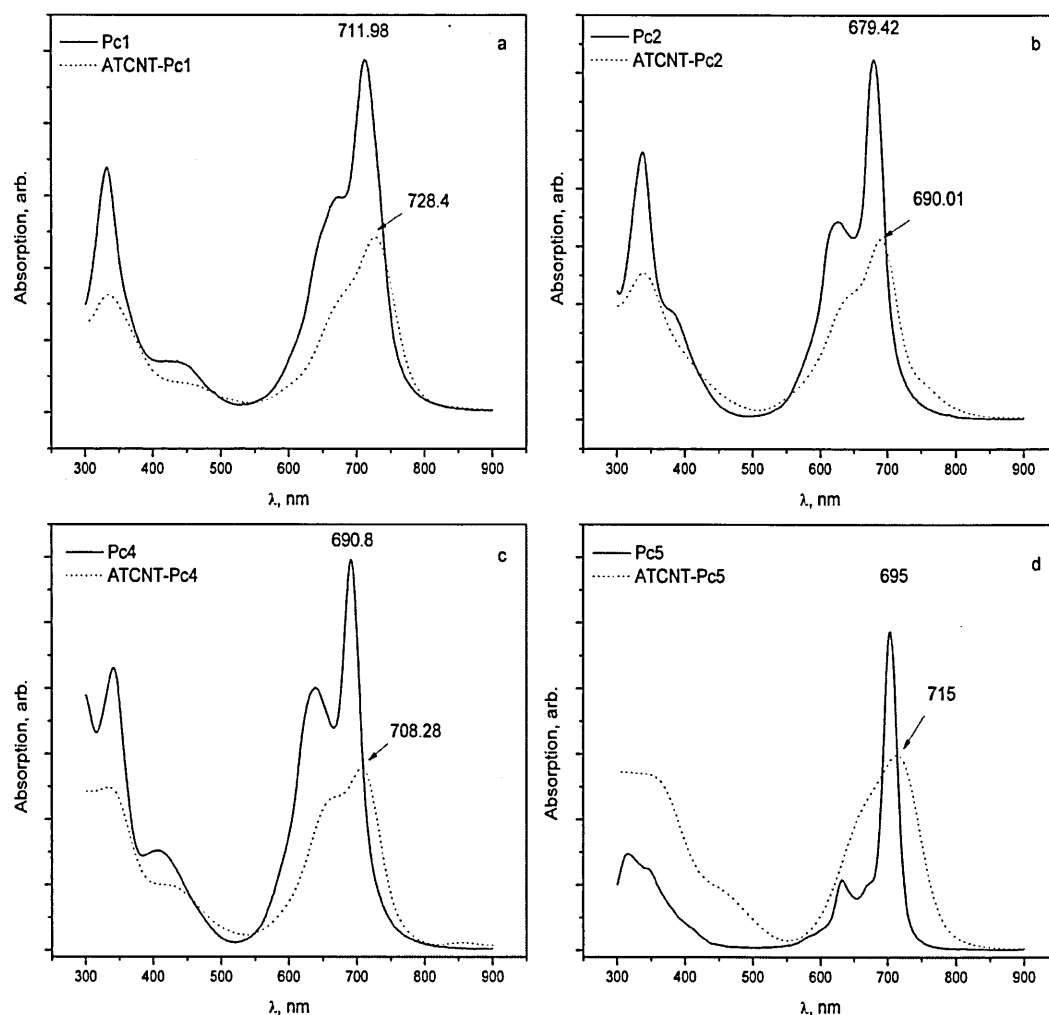 711.98
a
Pc1
ATCNT-Pc1
728.4
Absorption, arb.
300 400 500 600 700 800 900
λ, nm
679.42
b
Pc2
ATCNT-Pc2
690.01
Absorption, arb.
300 400 500 600 700 800 900
λ, nm
690.8
c
Pc4
ATCNT-Pc4
708.28
Absorption, arb.
300 400 500 600 700 800 900
λ, nm
d
Pc5
ATCNT-Pc5
695
715
Absorption, arb.
300 400 500 600 700 800 900
λ, nm